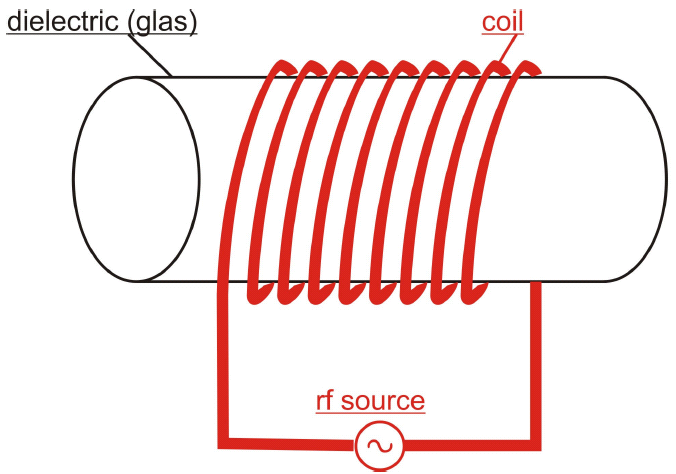 dielectric (glas)
coil
rf source